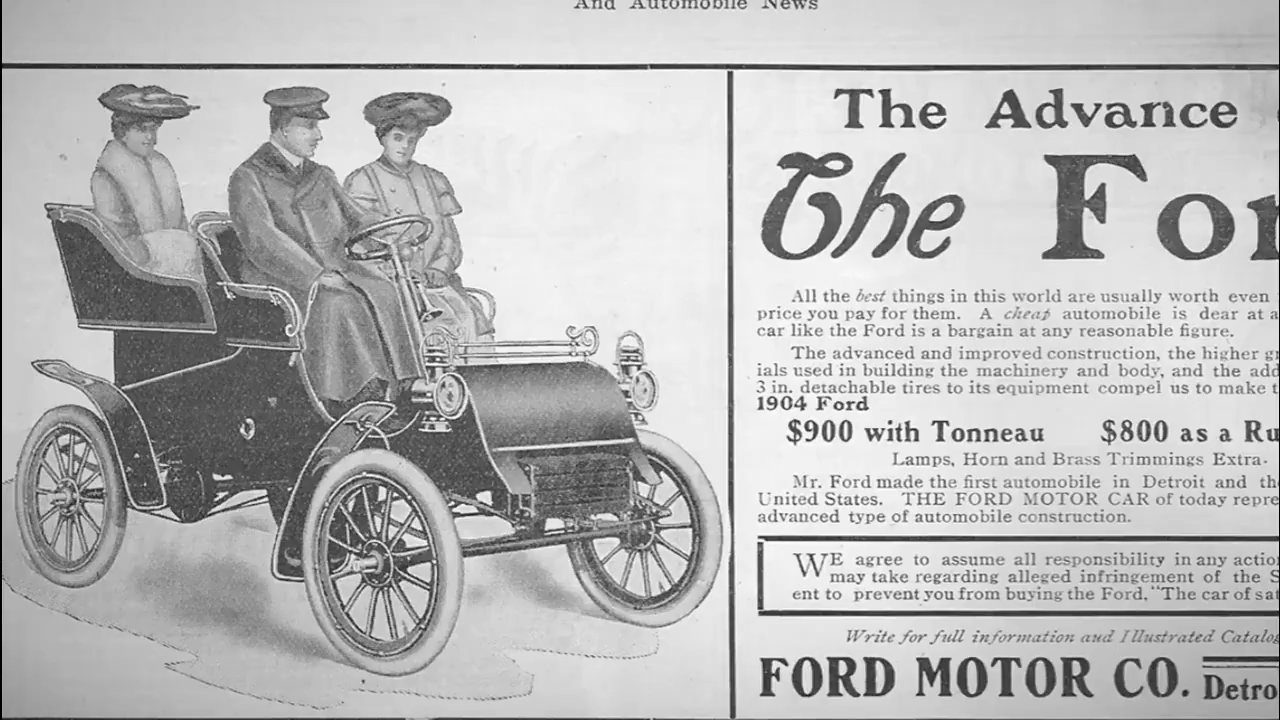 And Automobile News
The Advance
The For
All the best things in this world are usually worth even
price you pay for them. A cheap automobile is dear at a
car like the Ford is a bargain at any reasonable figure.
The advanced and improved construction, the higher gr
ials used in building the machinery and body, and the add
3 in. detachable tires to its equipment compel us to make t
1904 Ford
$900 with Tonneau $800 as a Ru
Lamps, Horn and Brass Trimmings Extra.
Mr. Ford made the first automobile in Detroit and the
United States. THE FORD MOTOR CAR of today repre
advanced type of automobile construction.
WE agree to assume all responsibility in any actio
may take regarding alleged infringement of the S
ent to prevent you from buying the Ford, "The car of sat
Write for full information and Illustrated Catalog
FORD MOTOR CO. Detro